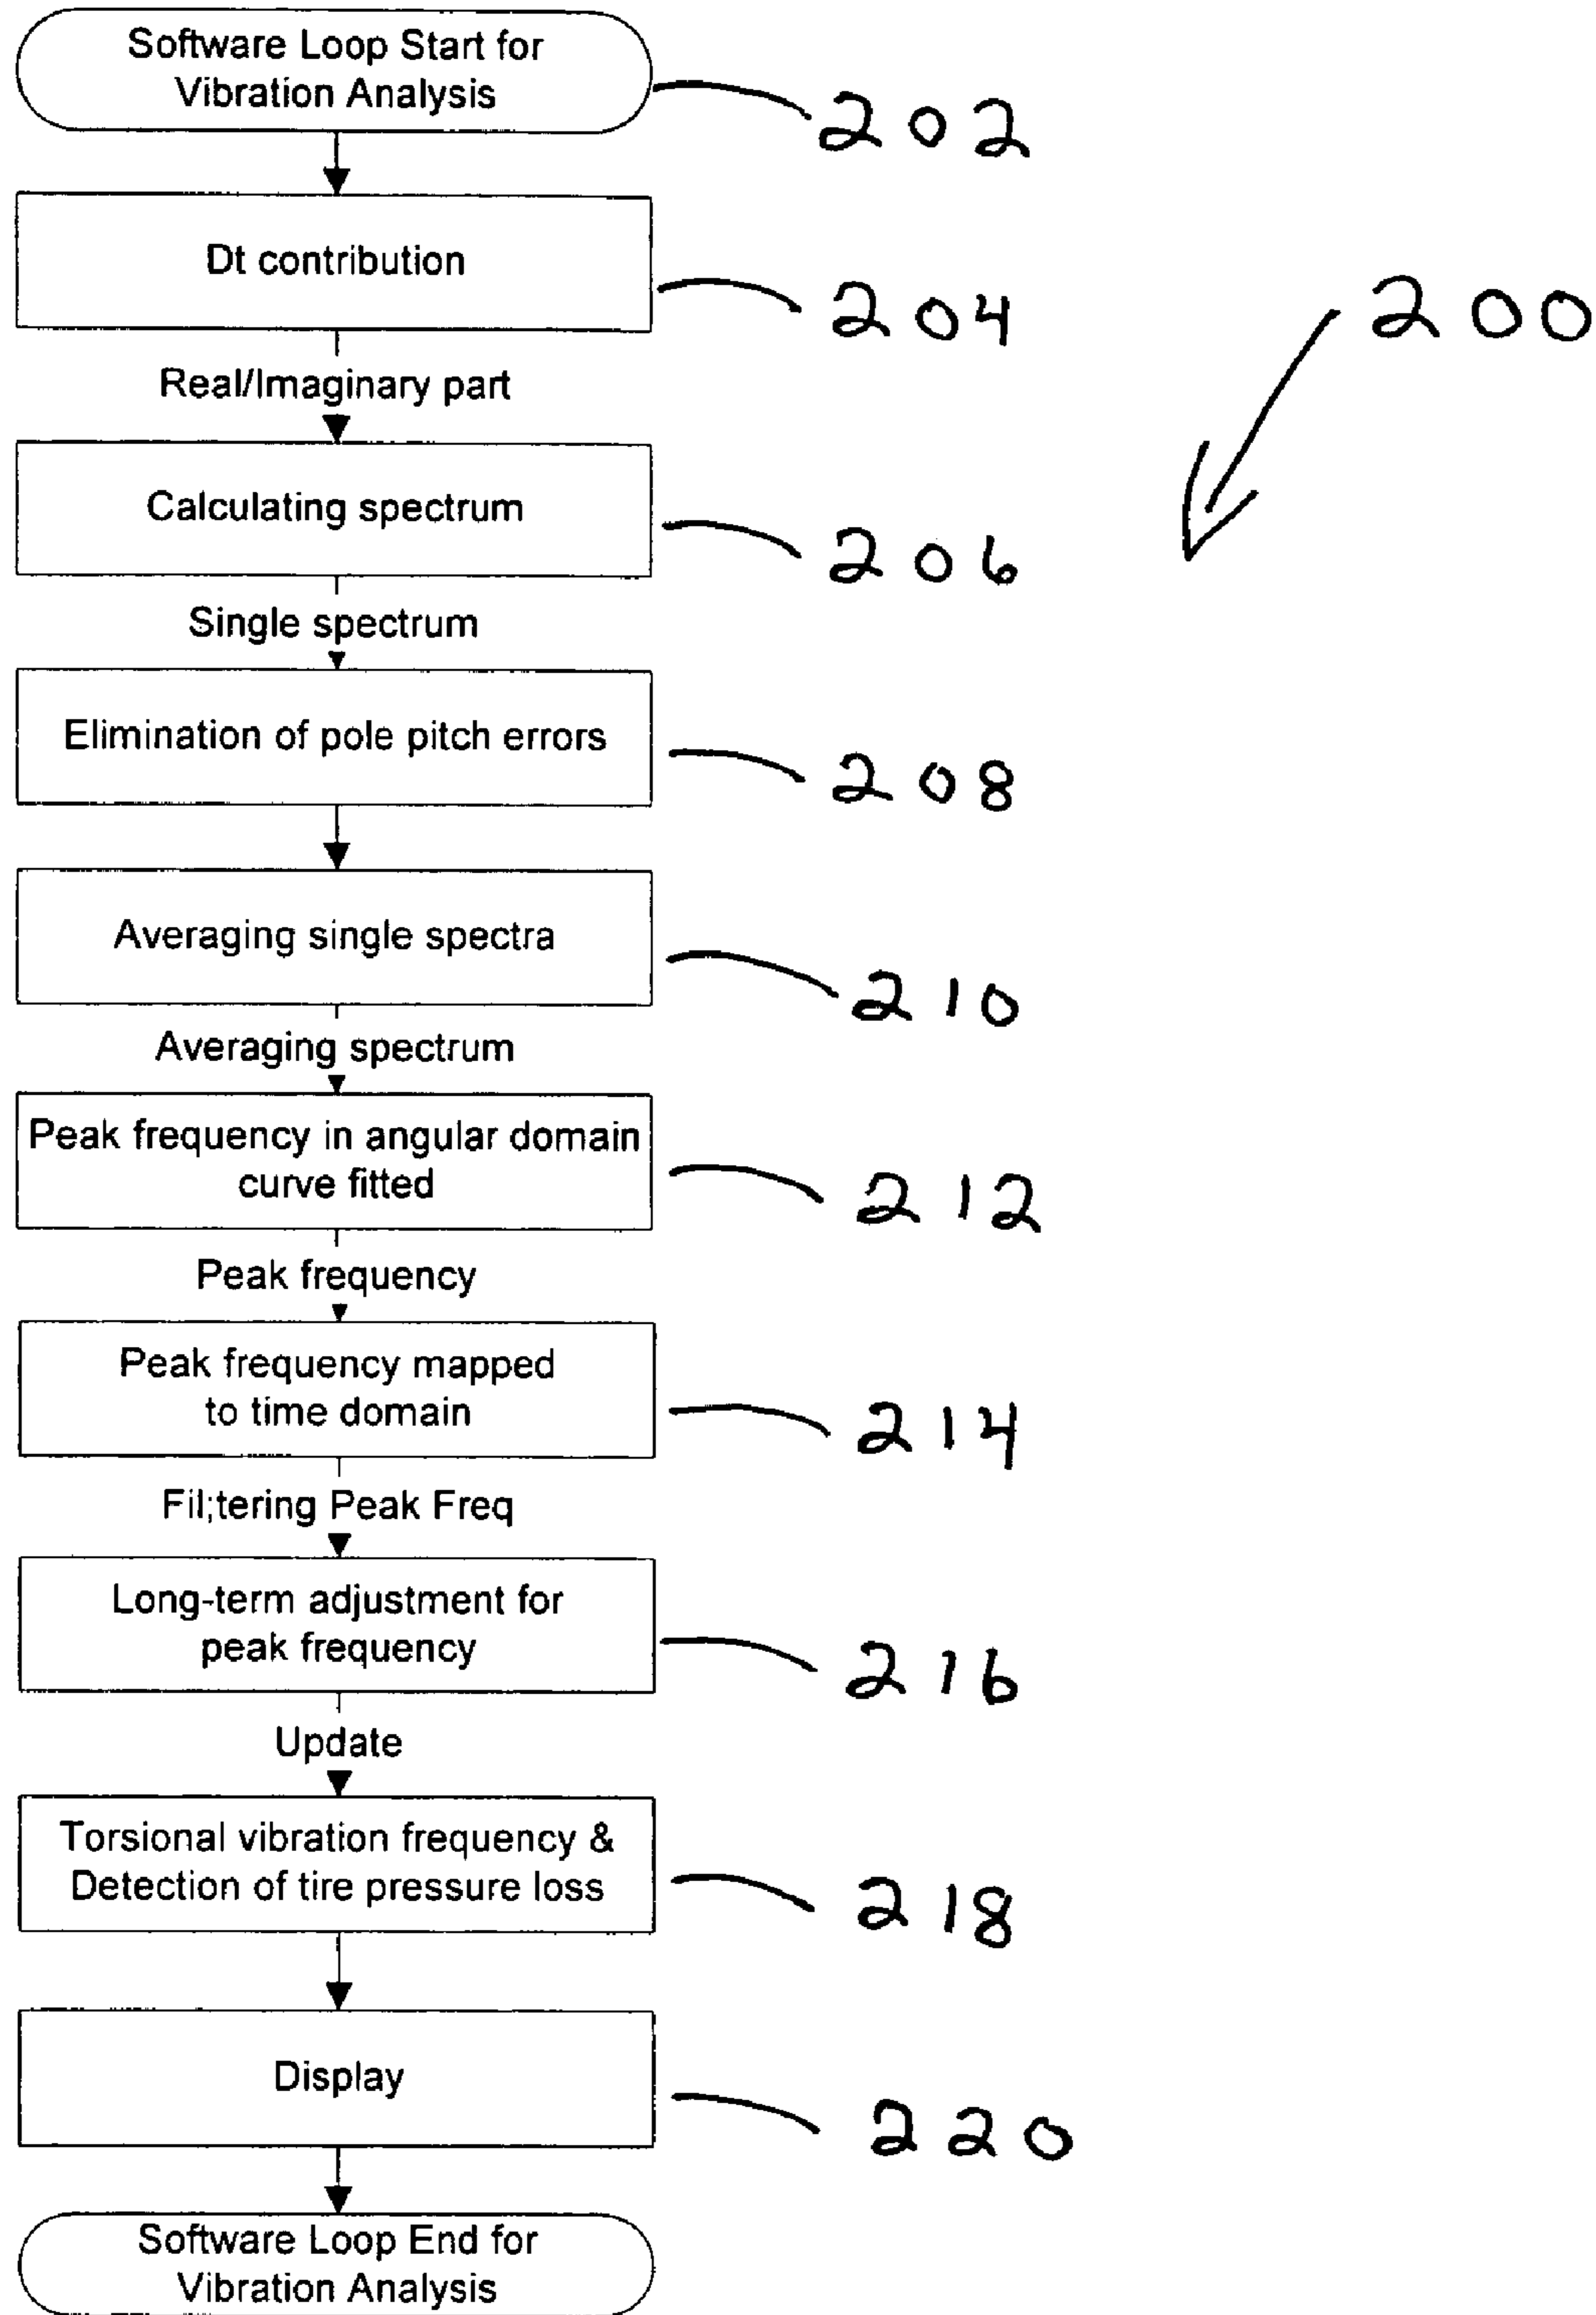 Software Loop Start for
Vibration Analysis
202
Dt contribution
204
200
Real/Imaginary part
Calculating spectrum
206
Single spectrum
Elimination of pole pitch errors
208
Averaging single spectra
210
Averaging spectrum
Peak frequency in angular domain
curve fitted
212
Peak frequency
Peak frequency mapped
to time domain
214
Fil;tering Peak Freq
Long-term adjustment for
peak frequency
216
Update
Torsional vibration frequency &
Detection of tire pressure loss
218
Display
220
Software Loop End for
Vibration Analysis